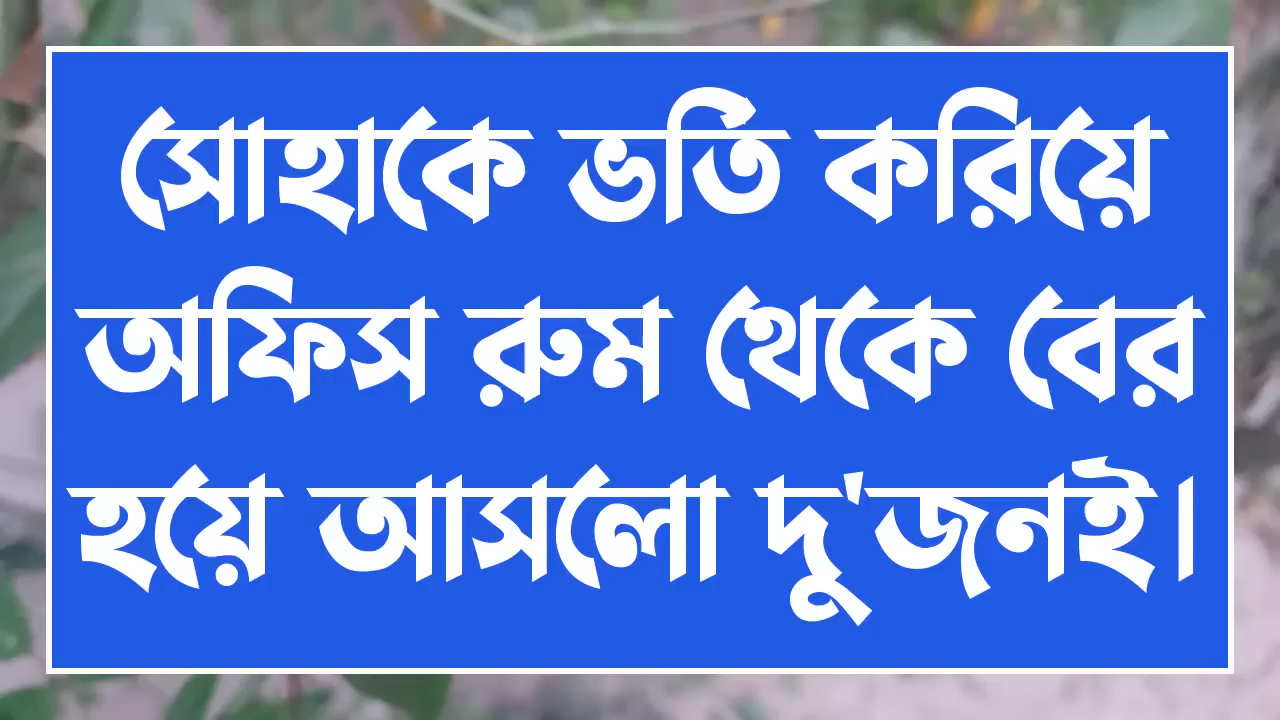 সোহাকে ভর্তি করিয়ে
অফিস রুম থেকে বের
হয়ে আসলো দু'জনই।